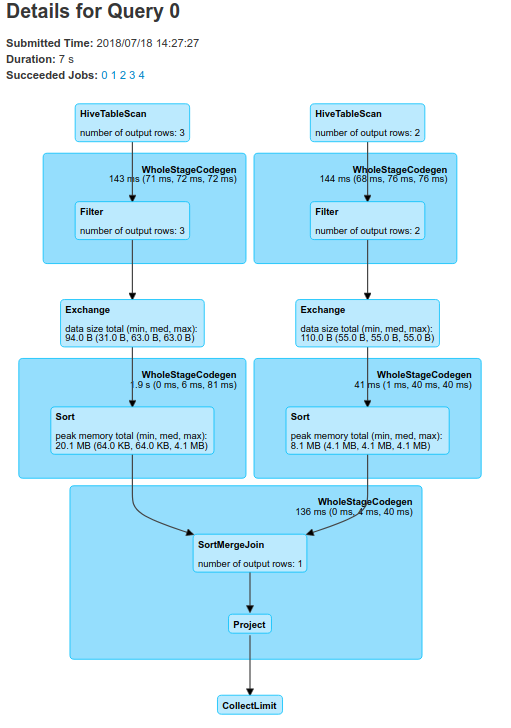 Details for Query 0
Submitted Time: 2018/07/18 14:27:27
Duration: 7 s
Succeeded Jobs: 0 1 2 3 4
HiveTableScan
number of output rows: 3
HiveTableScan
number of output rows: 2
WholeStageCodegen
143 ms (71 ms, 72 ms, 72 ms)
WholeStageCodegen
144 ms (68 ms, 76 ms, 76 ms)
Filter
number of output rows: 3
Filter
number of output rows: 2
Exchange
data size total (min, med, max):
94.0 B (31.0 B, 63.0 B, 63.0 B)
Exchange
data size total (min, med, max):
110.0 B (55.0 B, 55.0 B, 55.0 B)
WholeStageCodegen
1.9 s (0 ms, 6 ms, 81 ms)
WholeStageCodegen
41 ms (1 ms, 40 ms, 40 ms)
Sort
peak memory total (min, med, max):
20.1 MB (64.0 KB, 64.0 KB, 4.1 MB)
Sort
peak memory total (min, med, max):
8.1 MB (4.1 MB, 4.1 MB, 4.1 MB)
WholeStageCodegen
136 ms (0 ms, 4 ms, 40 ms)
SortMergeJoin
number of output rows: 1
Project
CollectLimit